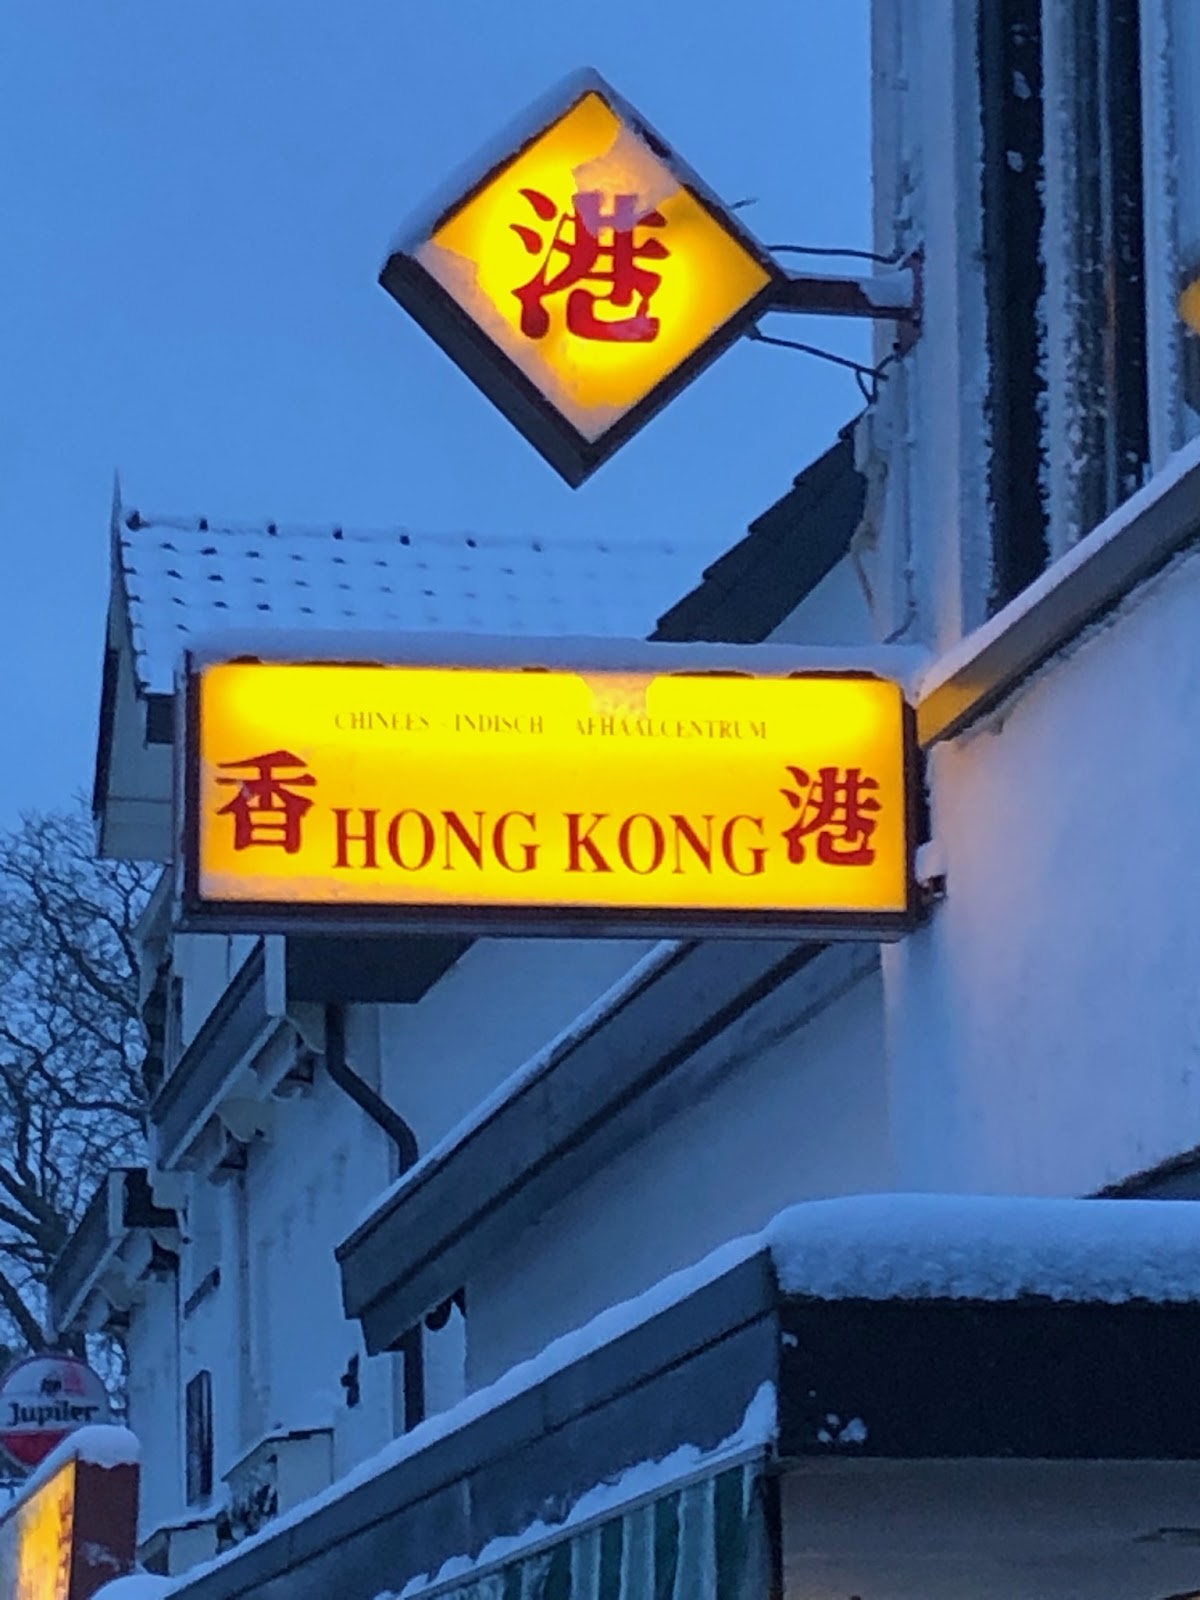 港
CHINEES - INDISCH AFHAALCENTRUM
香 HONG KONG 港
Jupiler